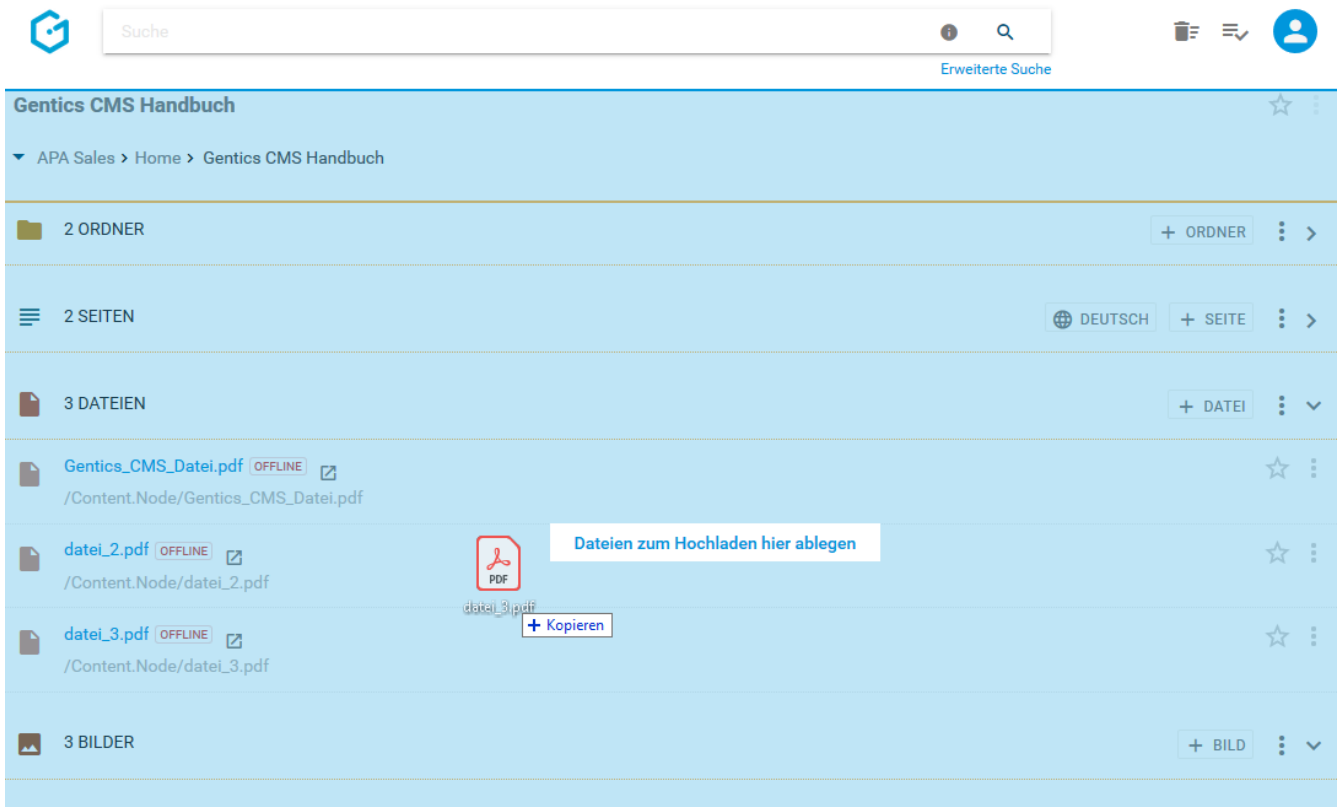 Suche
Erweiterte Suche
Gentics CMS Handbuch
APA Sales > Home > Gentics CMS Handbuch
2 ORDNER
+ ORDNER
2 SEITEN
DEUTSCH
+ SEITE
3 DATEIEN
+ DATEI
Gentics_CMS_Datei.pdf OFFLINE
/Content.Node/Gentics_CMS_Datei.pdf
Dateien zum Hochladen hier ablegen
datei_2.pdf OFFLINE
/Content.Node/datei_2.pdf
PDF
datei_3.pdf
+ Kopieren
datei_3.pdf OFFLINE
/Content.Node/datei_3.pdf
3 BILDER
+ BILD